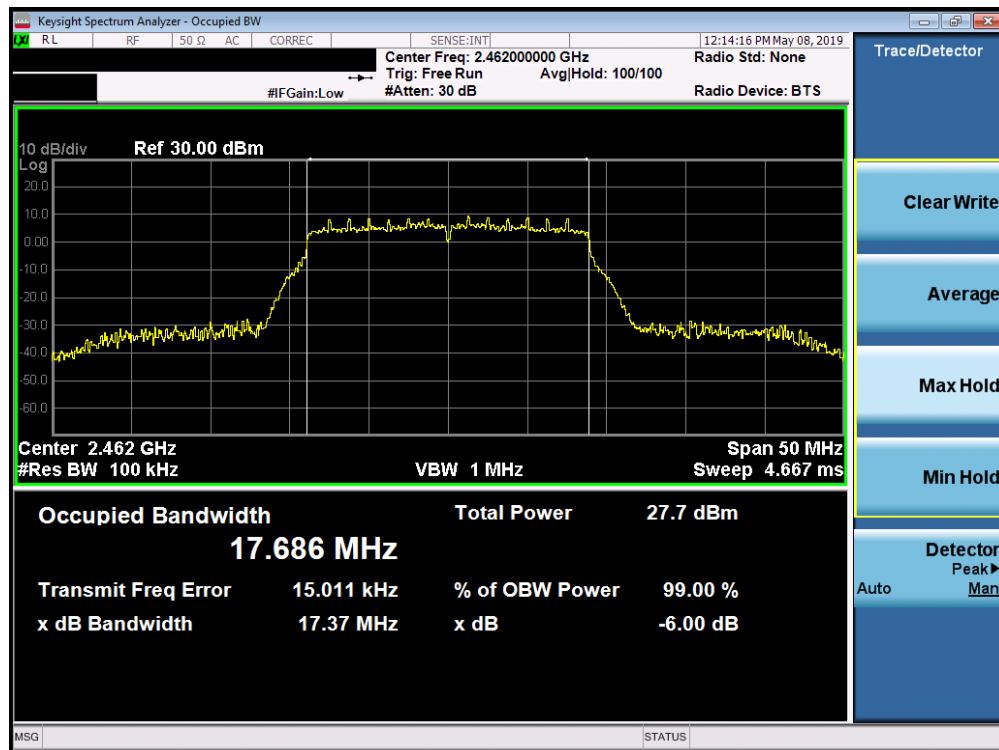 Keysight Spectrum Analyzer - Occupied BW
LXI RL RF 50 Ω AC CORREC SENSE:INT 12:14:16 PM May 08, 2019
Center Freq: 2.462000000 GHz Radio Std: None
Trig: Free Run Avg|Hold: 100/100
#IFGain:Low #Atten: 30 dB Radio Device: BTS
10 dB/div Ref 30.00 dBm
Log
20.0
10.0
0.00
-10.0
-20.0
-30.0
-40.0
-50.0
-60.0
Center 2.462 GHz Span 50 MHz
#Res BW 100 kHz VBW 1 MHz Sweep 4.667 ms
Occupied Bandwidth Total Power 27.7 dBm
17.686 MHz
Transmit Freq Error 15.011 kHz % of OBW Power 99.00 %
x dB Bandwidth 17.37 MHz x dB -6.00 dB
MSG STATUS
Trace/Detector
Clear Write
Average
Max Hold
Min Hold
Detector
Peak▶
Auto Man